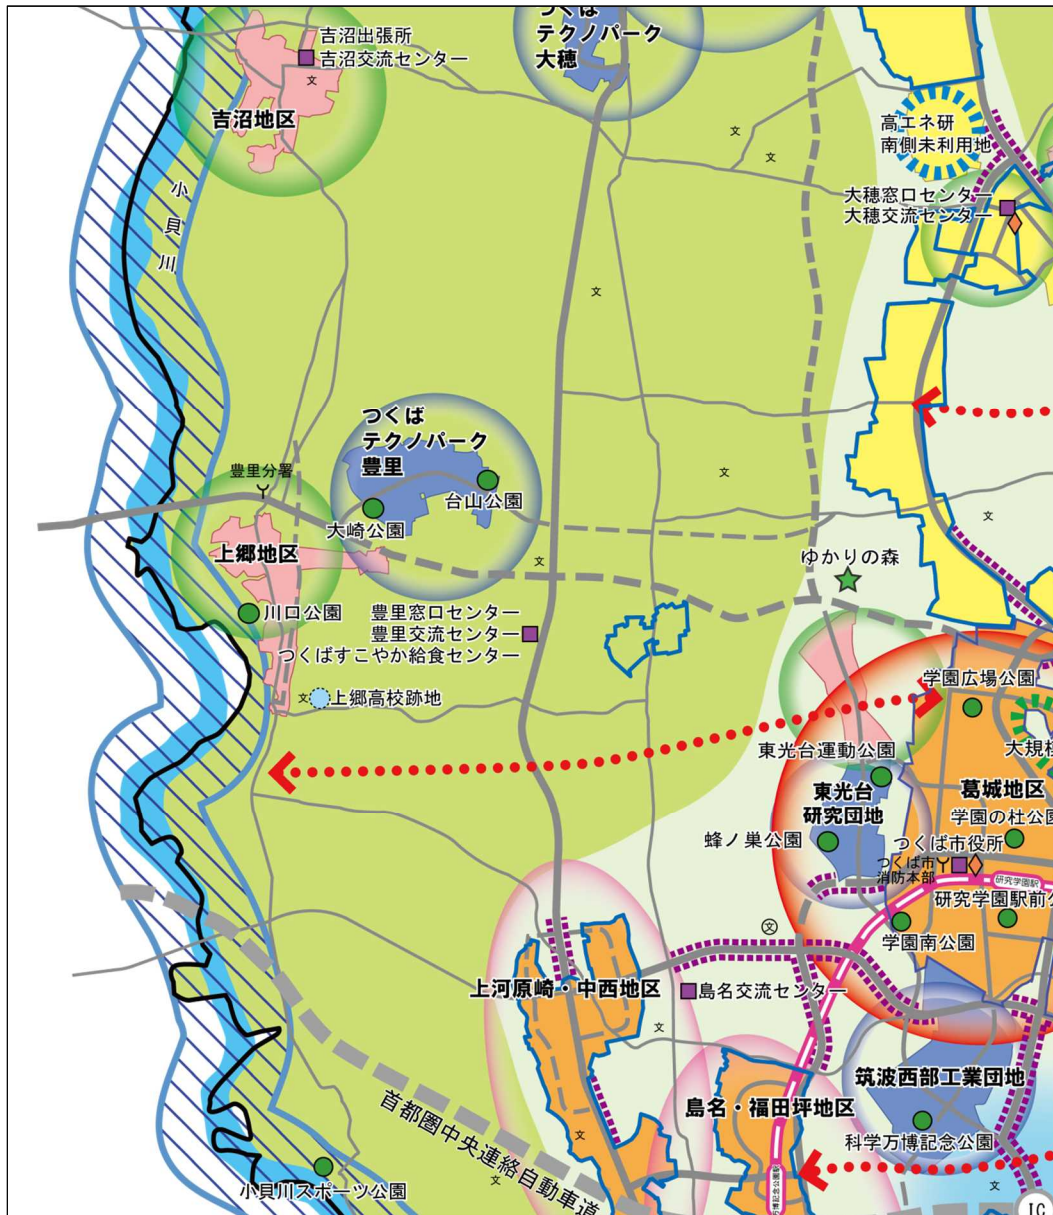 つくば
テクノパーク
大穂
吉沼出張所
吉沼交流センター
文
吉沼地区
小
貝
川
高エネ研
南側未利用地
文
文
大穂窓口センター
大穂交流センター
文
つくば
テクノパーク
豊里
豊里分署
台山公園
文
大崎公園
文
上郷地区
文
ゆかりの森
川口公園
豊里窓口センター
豊里交流センター
つくばすこやか給食センター
文
上郷高校跡地
学園広場公園
大規模
東光台運動公園
東光台
研究団地
葛城地区
学園の杜公園
蜂ノ巣公園
つくば市役所
つくば市
消防本部
研究学園駅
研究学園駅前公
文
学園南公園
上河原崎・中西地区
島名交流センター
文
筑波西部工業団地
島名・福田坪地区
科学万博記念公園
文
首都圏中央連絡自動車道
小貝川スポーツ公園
文
万博記念公園駅
文
IC